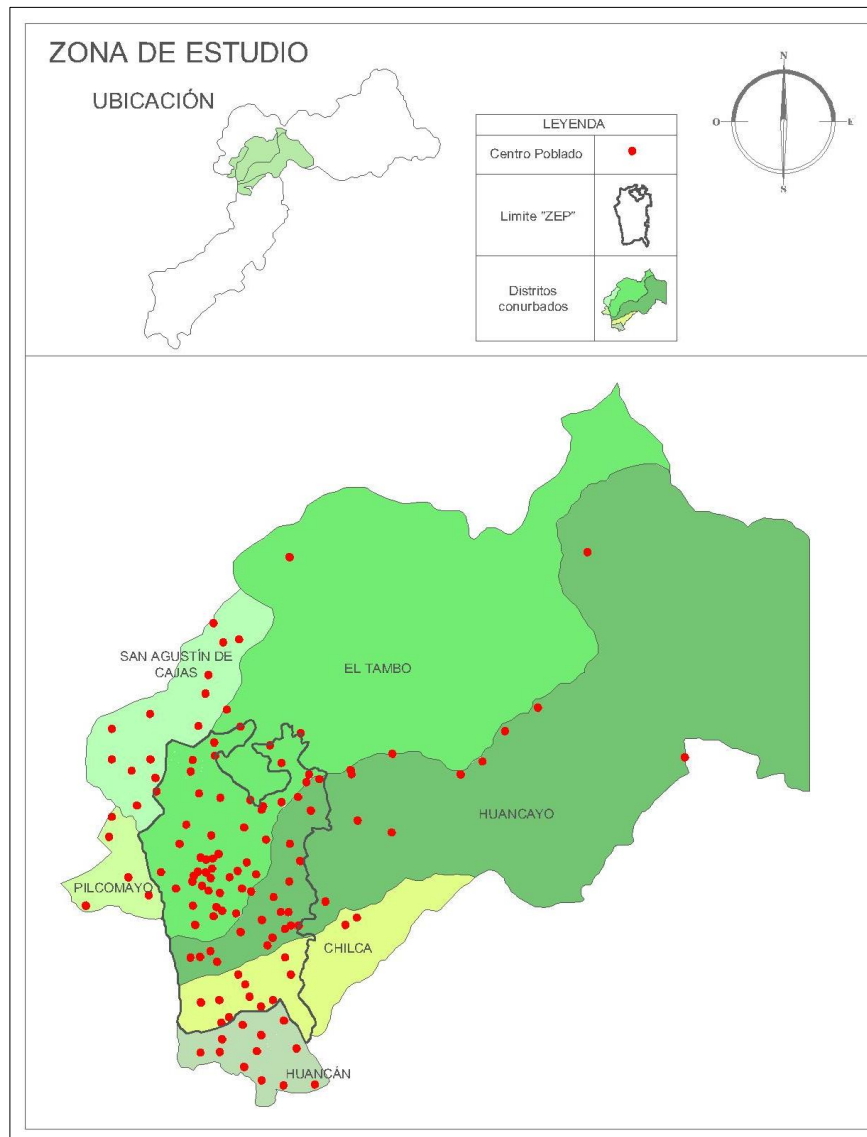 ZONA DE ESTUDIO
UBICACIÓN
LEYENDA
Centro Poblado
Limite "ZEP"
Distritos
conurbados
N
O
E
S
SAN AGUSTÍN DE
CAJAS
EL TAMBO
HUANCAYO
PILCOMAYO
CHILCA
HUANCÁN